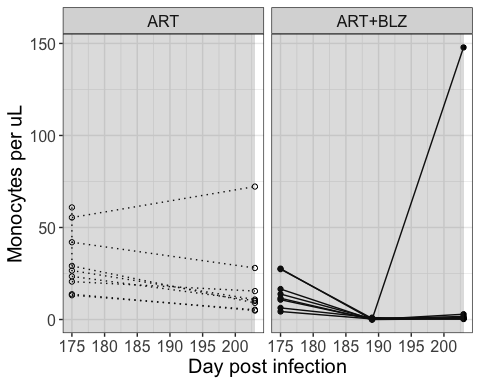 ART ART+BLZ
150
100
50
0
Monocytes per uL
175 180 185 190 195 200 175 180 185 190 195 200
Day post infection